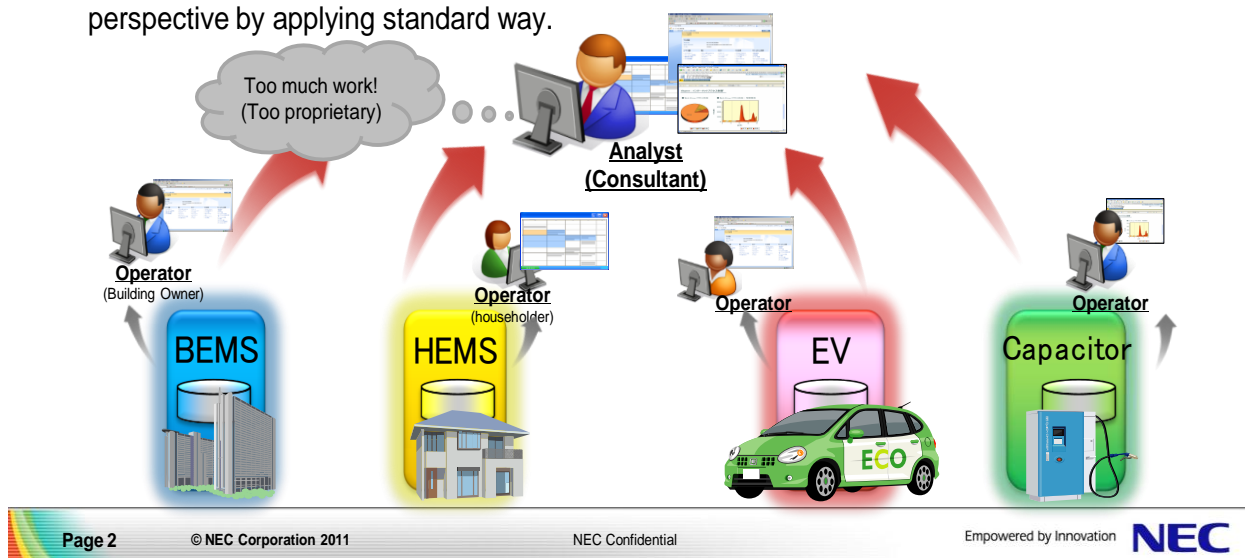 perspective by applying standard way.
Too much work!
(Too proprietary)
Analyst
(Consultant)
Operator
(Building Owner)
Operator
(householder)
Operator
Operator
BEMS
HEMS
EV
Capacitor
ECO
Page 2
© NEC Corporation 2011
NEC Confidential
Empowered by Innovation
NEC